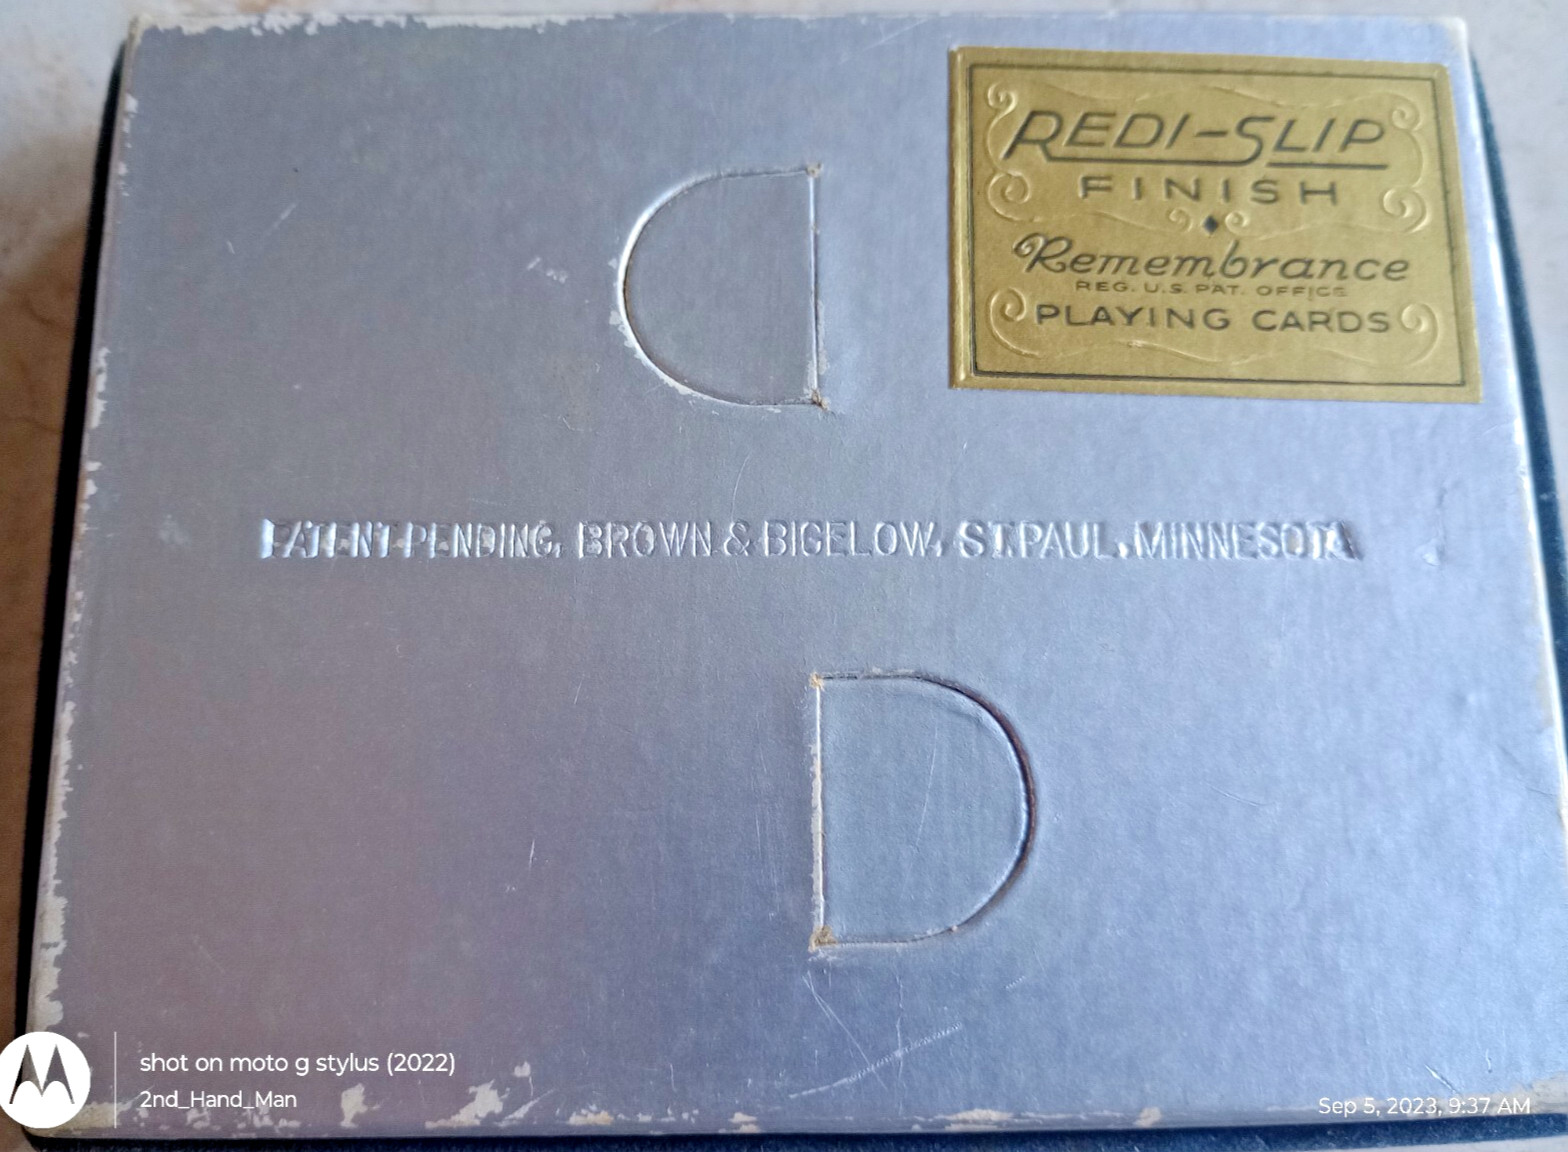 REDI-SLIP
FINISH
Remembrance
REG. U.S. PAT. OFFICE
PLAYING CARDS
PATENT PENDING, BROWN & BIGELOW, ST. PAUL, MINNESOTA
shot on moto g stylus (2022)
2nd_Hand_Man
Sep 5, 2023, 9:37 AM